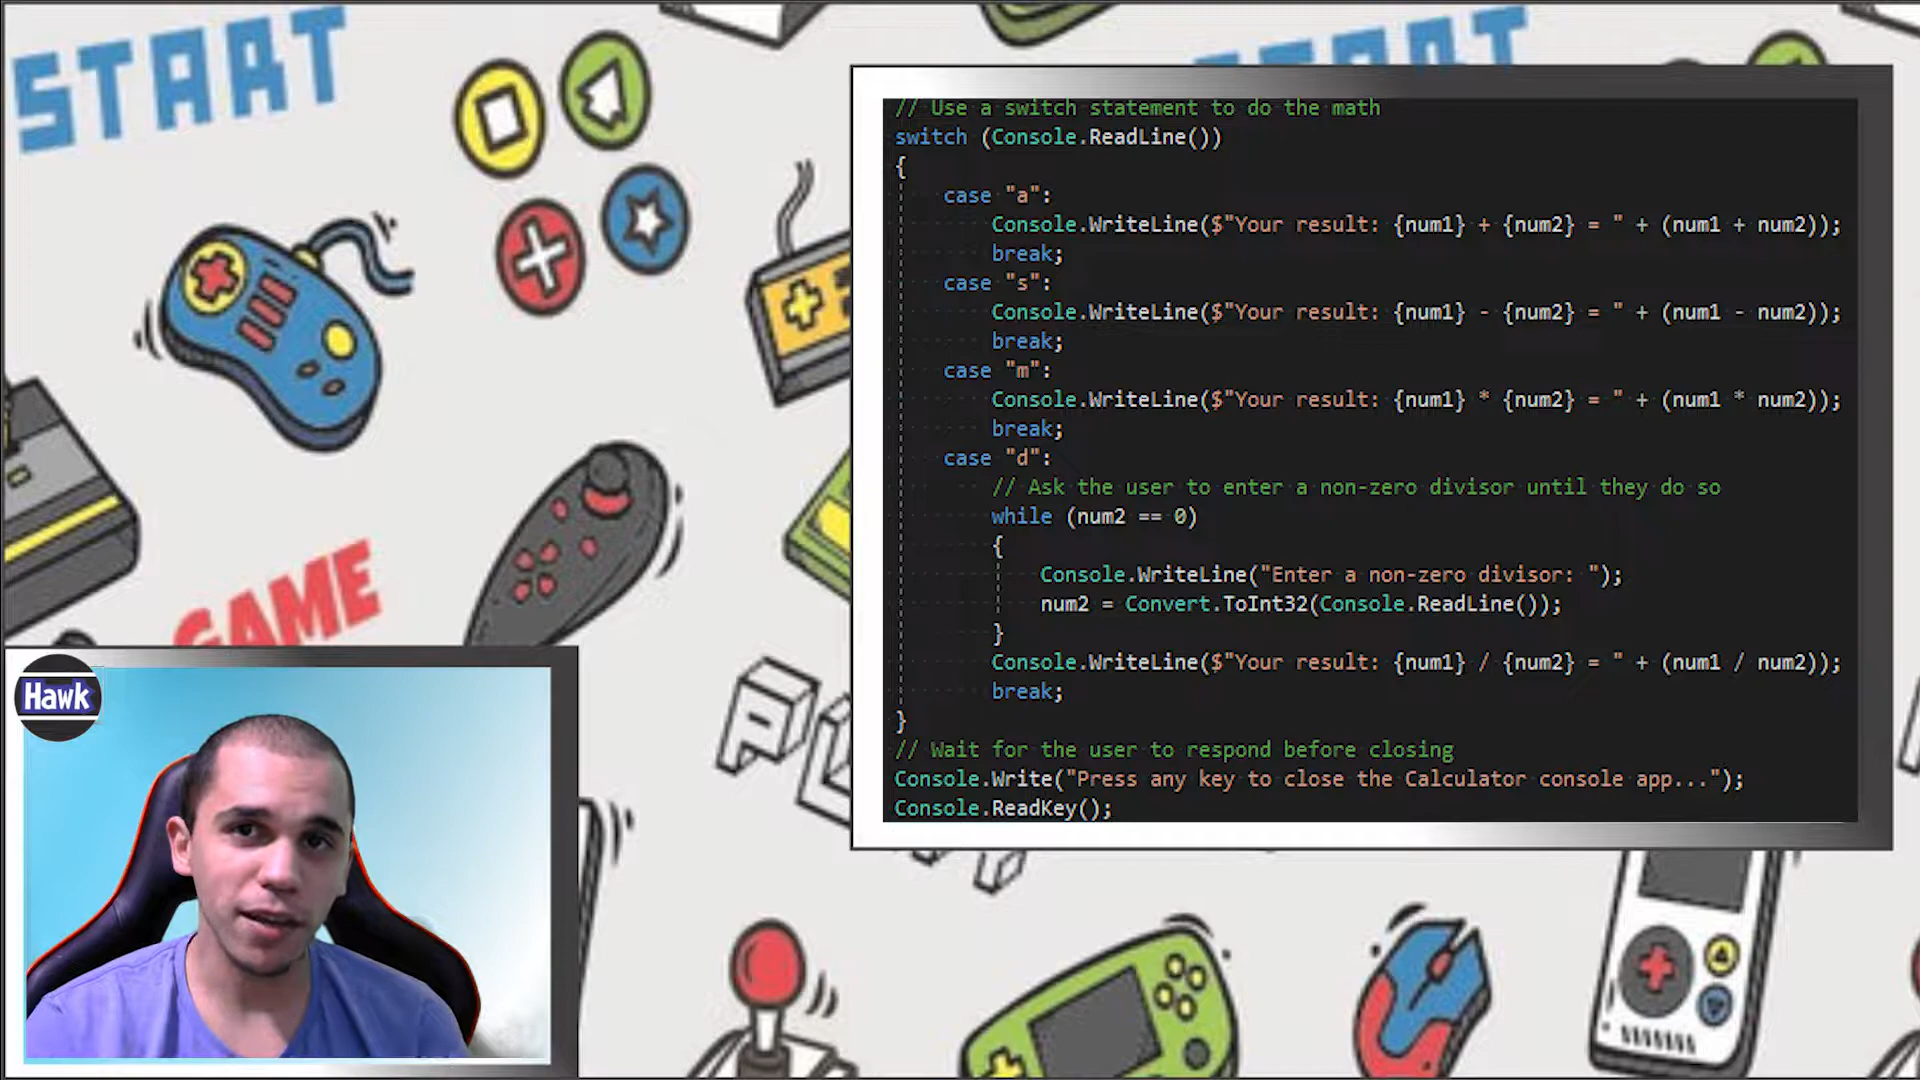 START
START
// Use a switch statement to do the math
switch (Console.ReadLine())
{
case "a":
Console.WriteLine($"Your result: {num1} + {num2} = " + (num1 + num2));
break;
case "s":
Console.WriteLine($"Your result: {num1} - {num2} = " + (num1 - num2));
break;
case "m":
Console.WriteLine($"Your result: {num1} * {num2} = " + (num1 * num2));
break;
case "d":
// Ask the user to enter a non-zero divisor until they do so
while (num2 == 0)
{
Console.WriteLine("Enter a non-zero divisor: ");
num2 = Convert.ToInt32(Console.ReadLine());
}
Console.WriteLine($"Your result: {num1} / {num2} = " + (num1 / num2));
break;
}
// Wait for the user to respond before closing
Console.Write("Press any key to close the Calculator console app...");
Console.ReadKey();
GAME
Hawk